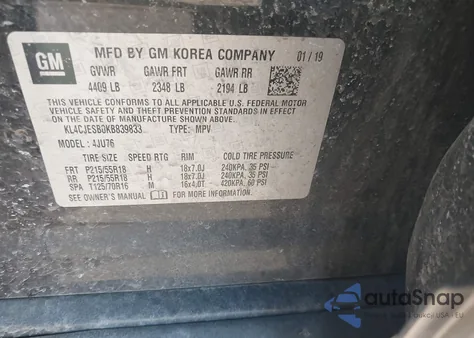 GM
MFD BY GM KOREA COMPANY 01/19
GVWR GAWR FRT GAWR RR
4409 LB 2348 LB 2194 LB
THIS VEHICLE CONFORMS TO ALL APPLICABLE U.S. FEDERAL MOTOR
VEHICLE SAFETY AND THEFT PREVENTION STANDARDS IN EFFECT
ON THE DATE OF MANUFACTURE SHOWN ABOVE.
KL4CJESB3KB839833 TYPE: MPV
MODEL: 4JU76
TIRE SIZE SPEED RTG RIM COLD TIRE PRESSURE
FRT P215/55R18 H 18x7.0J 240KPA, 35 PSI
RR P215/55R18 H 18x7.0J 240KPA, 35 PSI
SPA T125/70R16 M 16x4.0T 420KPA, 60 PSI
SEE OWNER'S MANUAL FOR MORE INFORMATION
autoSnap